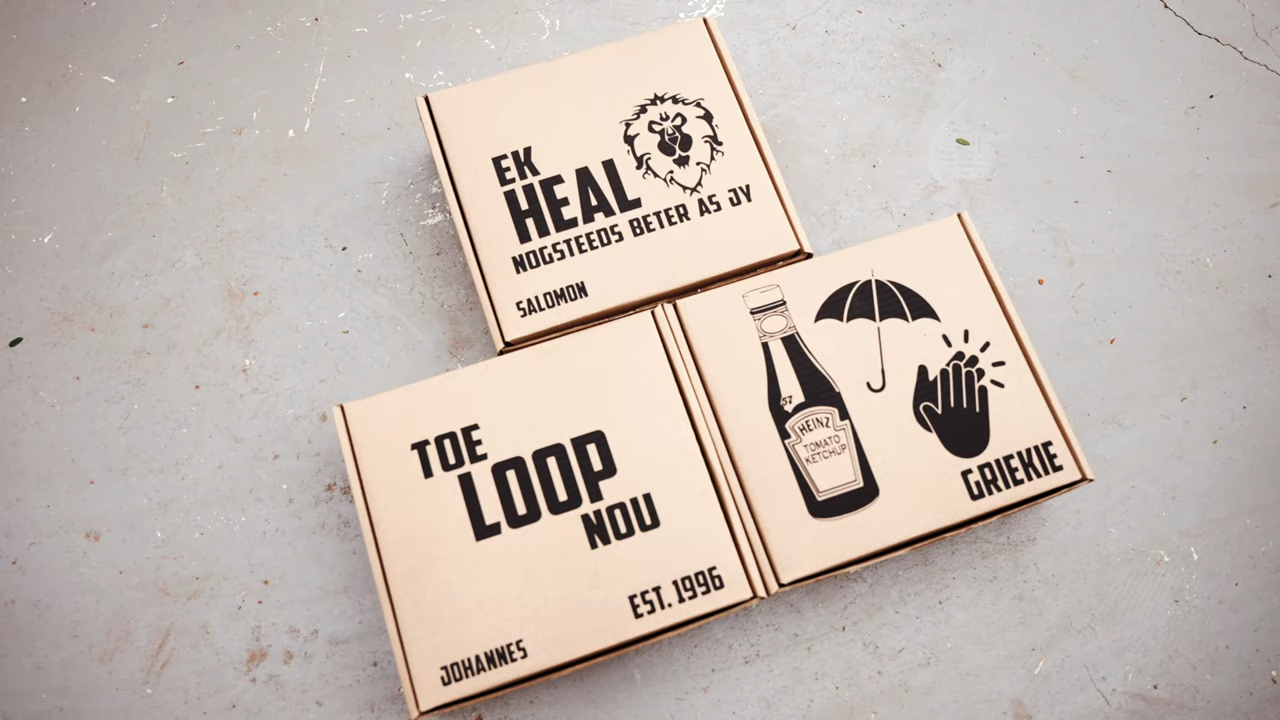 EK
HEAL
NOGSTEEDS BETER AS JY
SALOMON
TOE
LOOP
NOU
EST. 1996
JOHANNES
57
HEINZ
TOMATO
KETCHUP
GRIEKIE